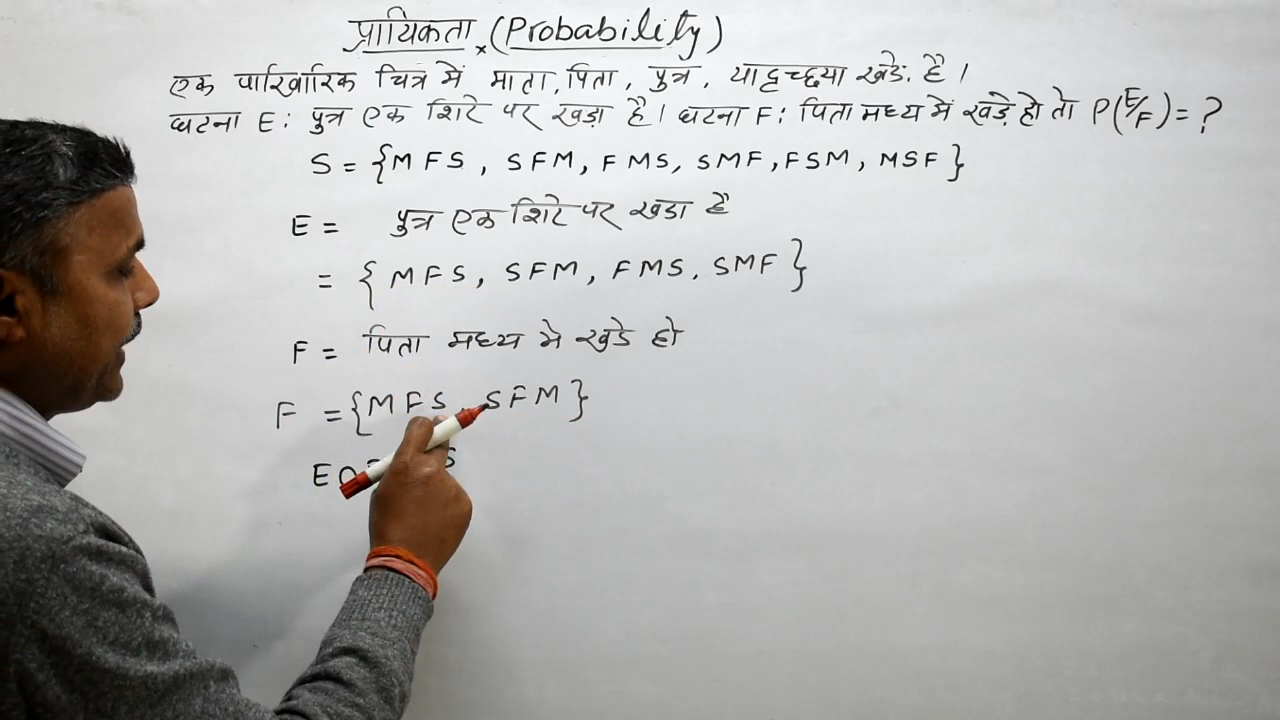 प्रायिकता (Probability)
एक पारिवारिक चित्र में माता, पिता, पुत्र, यादृच्छया खड़े हैं।
घटना E: पुत्र एक शिरे पर खड़ा है। घटना F: पिता मध्य में खड़े हो तो P(E/F) = ?
S = {MFS, SFM, FMS, SMF, FSM, MSF}
E = पुत्र एक शिरे पर खडा है
= {MFS, SFM, FMS, SMF}
F = पिता मध्य मे खडे हो
F = {MFS, SFM}
E∩